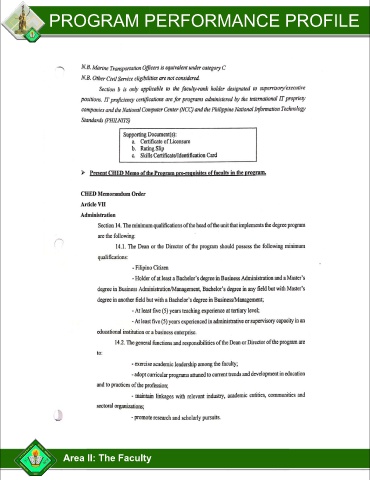 PROGRAM PERFORMANCE PROFILE
N.B. Marine Transportation Officers is equivalent under category C
N.B. Other Civil Service eligibilities are not considered.
Section b is only applicable to the faculty-rank holder designated to supervisory/executive
positions. IT proficiency certifications are for programs administered by the international IT propriety
companies and the National Computer Center (NCC) and the Philippine National Information Technology
Standards (PHILNITS)
Supporting Document(s):
a. Certificate of Licensure
b. Rating Slip
c. Skills Certificate/Identification Card
➢ Present CHED Memo of the Program pre-requisites of faculty in the program.
CHED Memorandum Order
Article VII
Administration
Section 14. The minimum qualifications of the head of the unit that implements the degree program
are the following:
14.1. The Dean or the Director of the program should possess the following minimum
qualifications:
- Filipino Citizen
- Holder of at least a Bachelor's degree in Business Administration and a Master's
degree in Business Administration/Management, Bachelor's degree in any field but with Master's
degree in another field but with a Bachelor's degree in Business/Management;
- At least five (5) years teaching experience at tertiary level;
- At least five (5) years experienced in administrative or supervisory capacity in an
educational institution or a business enterprise.
14.2. The general functions and responsibilities of the Dean or Director of the program are
to:
- exercise academic leadership among the faculty;
- adopt curricular programs attuned to current trends and development in education
and to practices of the profession;
- maintain linkages with relevant industry, academic entities, communities and
sectoral organizations;
- promote research and scholarly pursuits.
Area II: The Faculty